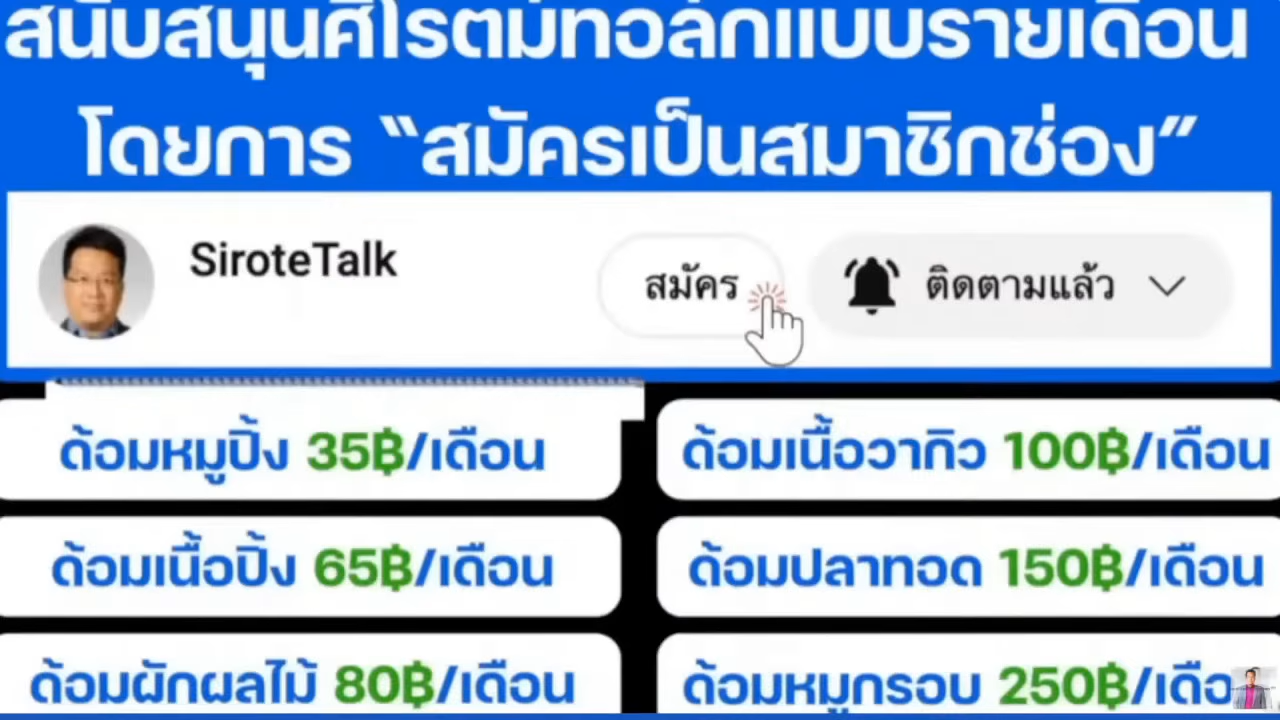 สนับสนุนศิโรตม์ทอล์กแบบรายเดือน
โดยการ “สมัครเป็นสมาชิกช่อง”
SiroteTalk
สมัคร
ติดตามแล้ว
ด้อมหมูปิ้ง 35฿/เดือน
ด้อมเนื้อวากิว 100฿/เดือน
ด้อมเนื้อปิ้ง 65฿/เดือน
ด้อมปลาทอด 150฿/เดือน
ด้อมผักผลไม้ 80฿/เดือน
ด้อมหมูกรอบ 250฿/เดือ